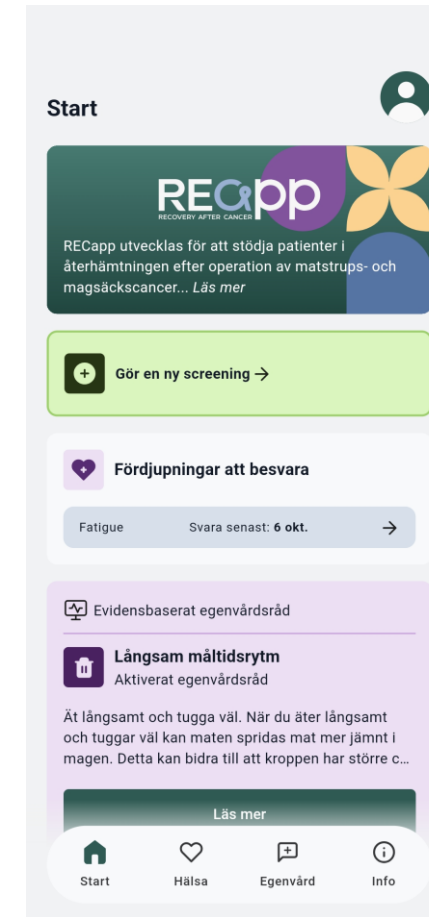 Start
RECapp
RECOVERY AFTER CANCER
RECapp utvecklas för att stödja patienter i
återhämtningen efter operation av matstrups- och
magsäckscancer... Läs mer
Gör en ny screening →
Fördjupningar att besvara
Fatigue Svara senast: 6 okt. →
Evidensbaserat egenvårdsråd
Långsam måltidsrytm
Aktiverat egenvårdsråd
Ät långsamt och tugga väl. När du äter långsamt
och tuggar väl kan maten spridas mat mer jämnt i
magen. Detta kan bidra till att kroppen har större c...
Läs mer
Start Hälsa Egenvård Info